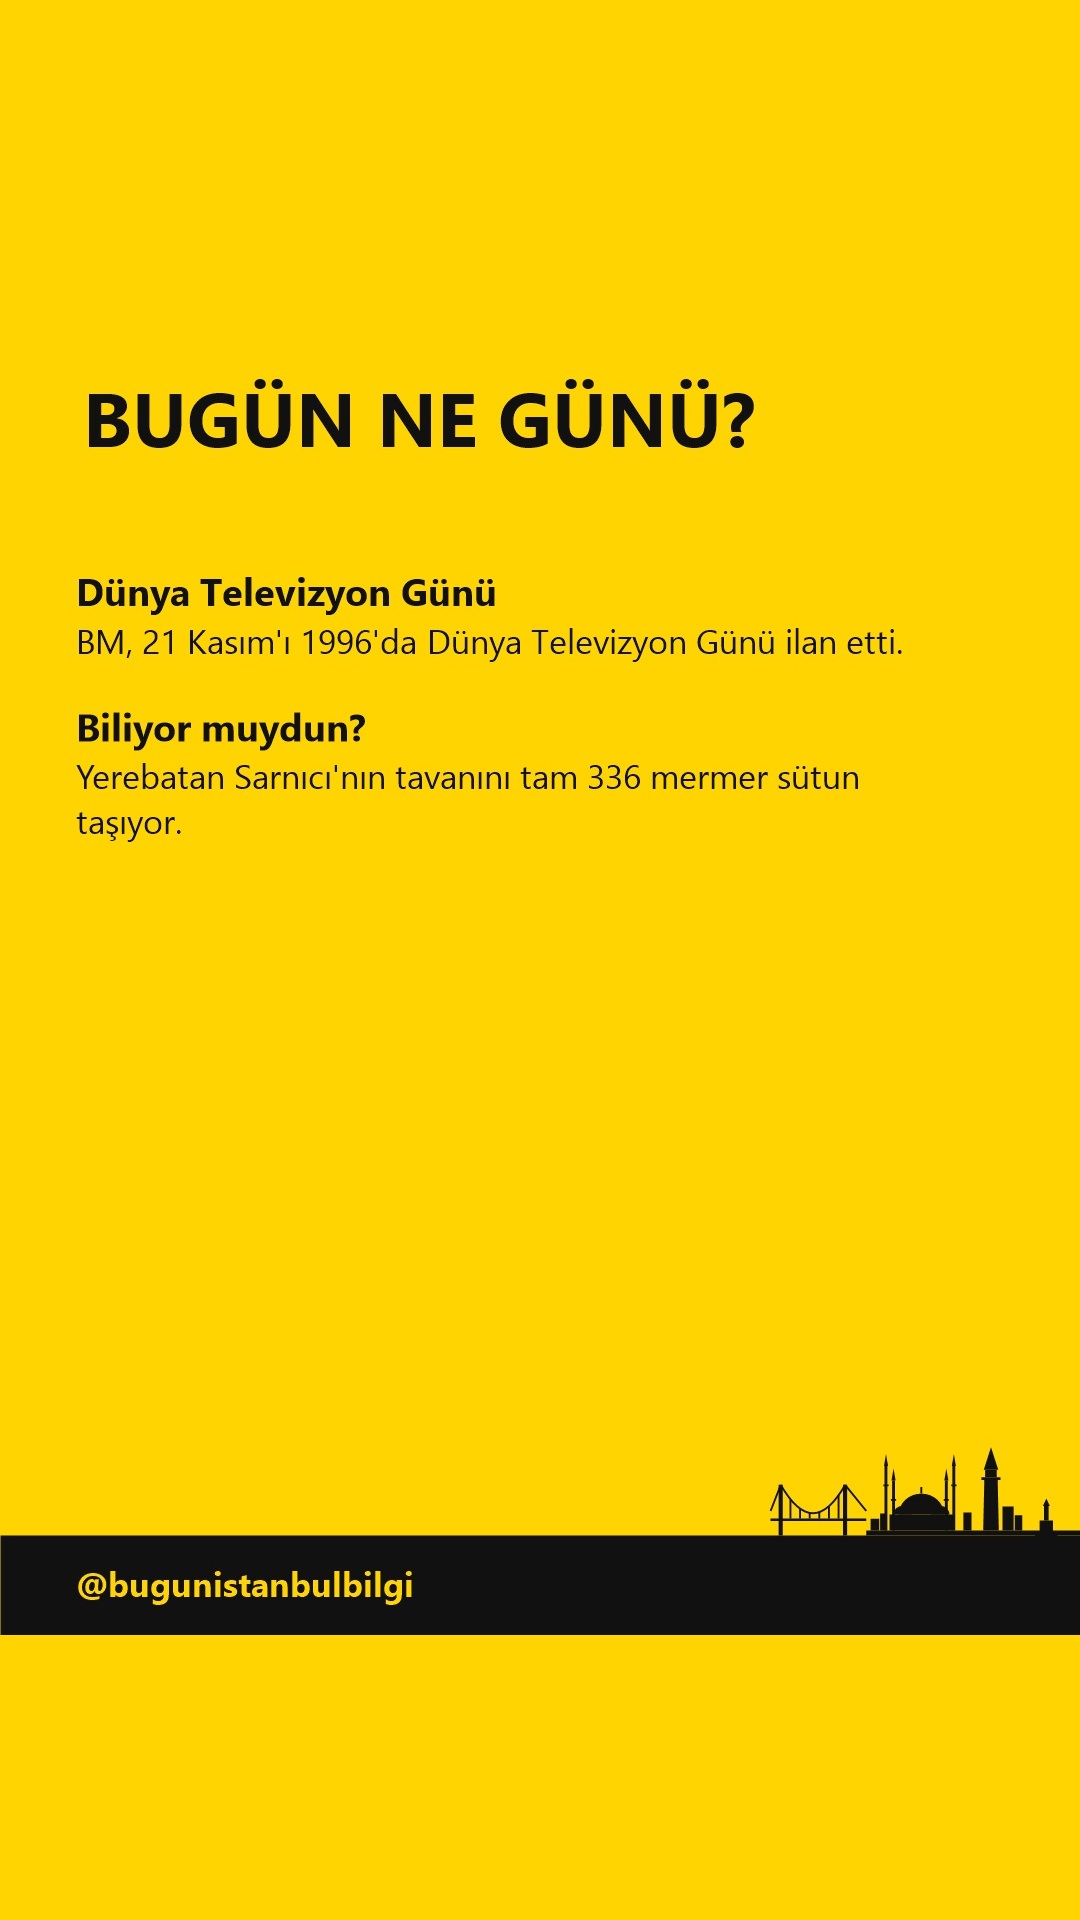 BUGÜN NE GÜNÜ?
Dünya Televizyon Günü
BM, 21 Kasım'ı 1996'da Dünya Televizyon Günü ilan etti.
Biliyor muydun?
Yerebatan Sarnıcı'nın tavanını tam 336 mermer sütun
taşıyor.
@bugunistanbulbilgi